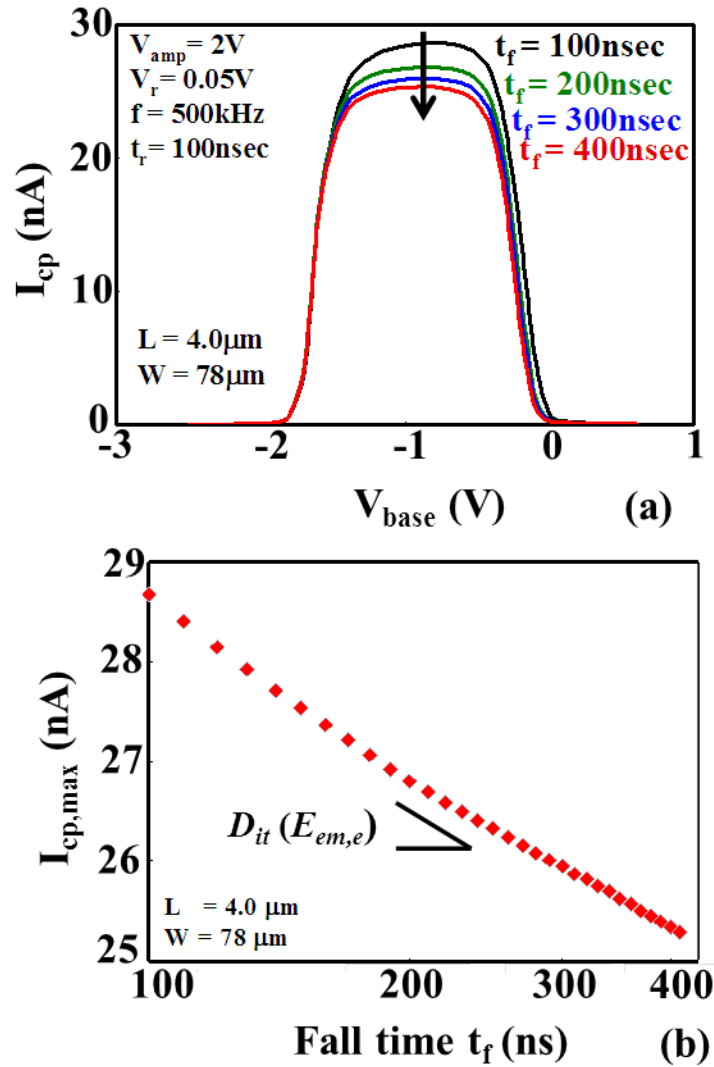 30
20
10
0
I_cp (nA)
V_amp = 2V
V_r = 0.05V
f = 500kHz
t_r = 100nsec
t_f = 100nsec
t_f = 200nsec
t_f = 300nsec
t_f = 400nsec
L = 4.0μm
W = 78μm
-3 -2 -1 0 1
V_base (V) (a)
29
28
27
26
25
I_cp,max (nA)
D_it (E_em,e)
L = 4.0 μm
W = 78 μm
100 200 300 400
Fall time t_f (ns) (b)